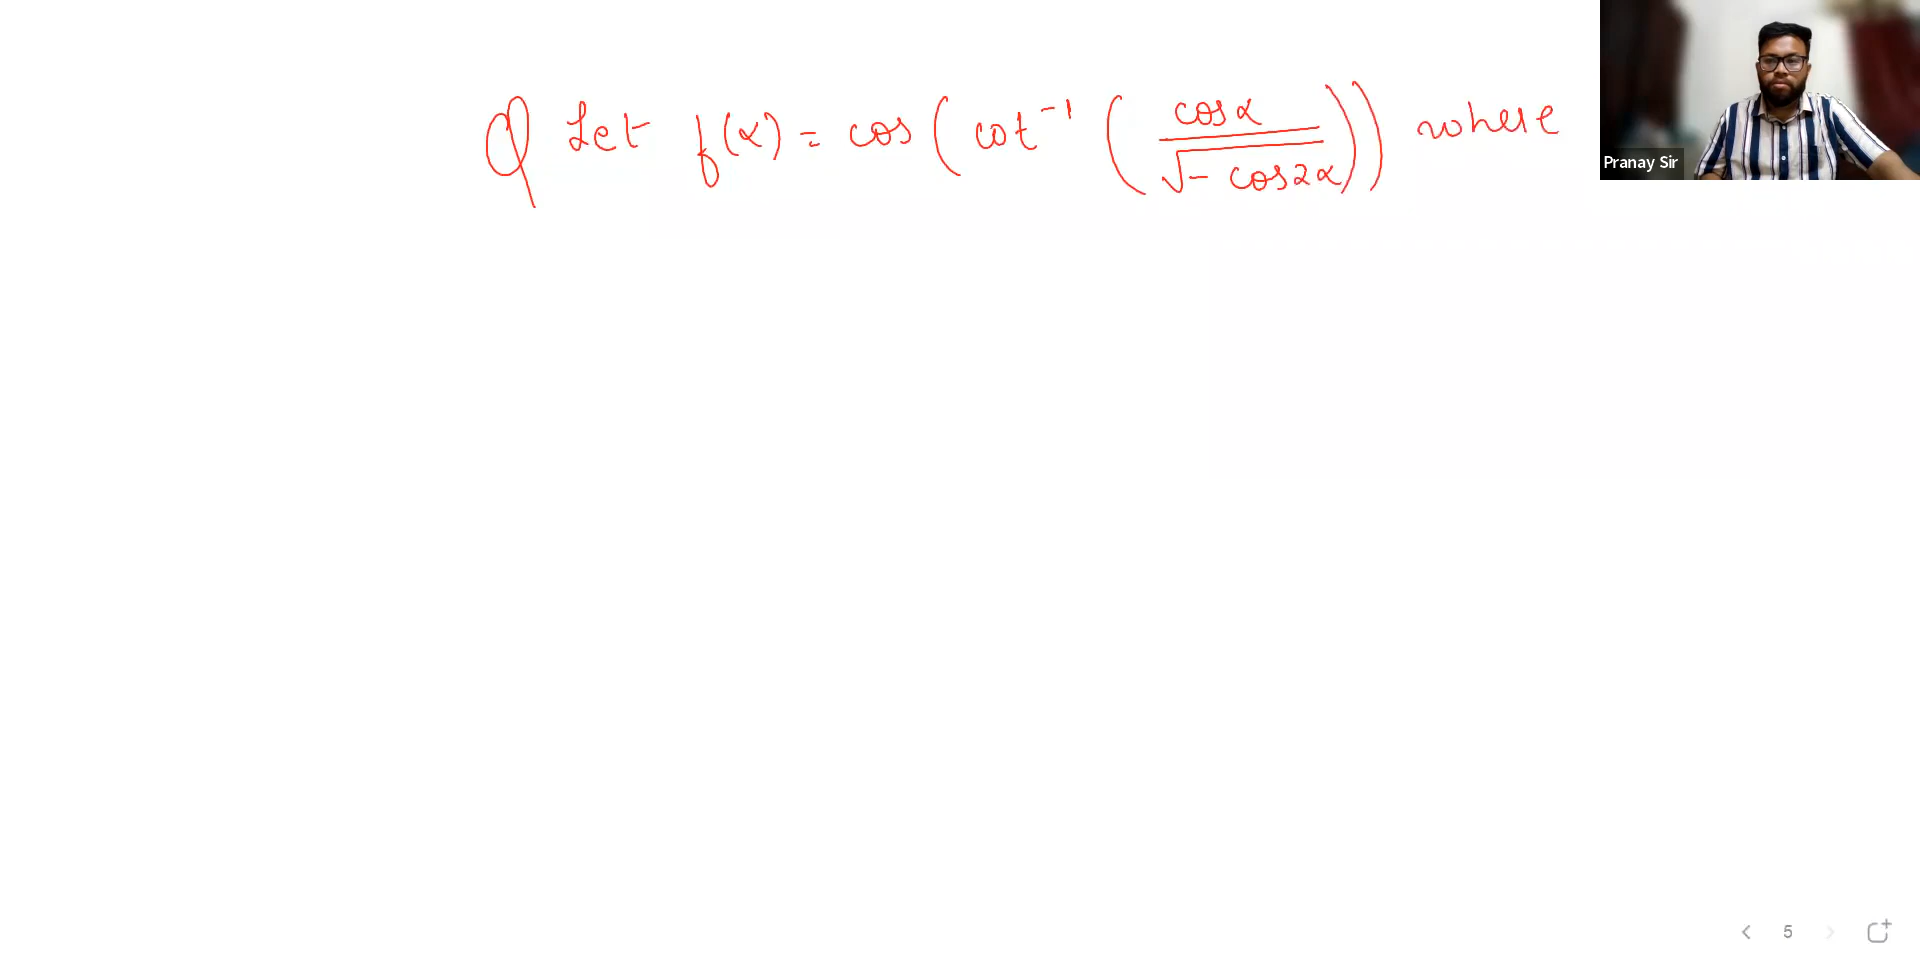 Q Let f(α) = cos(cot⁻¹(cosα/√-cos2α)) where
Pranay Sir
5